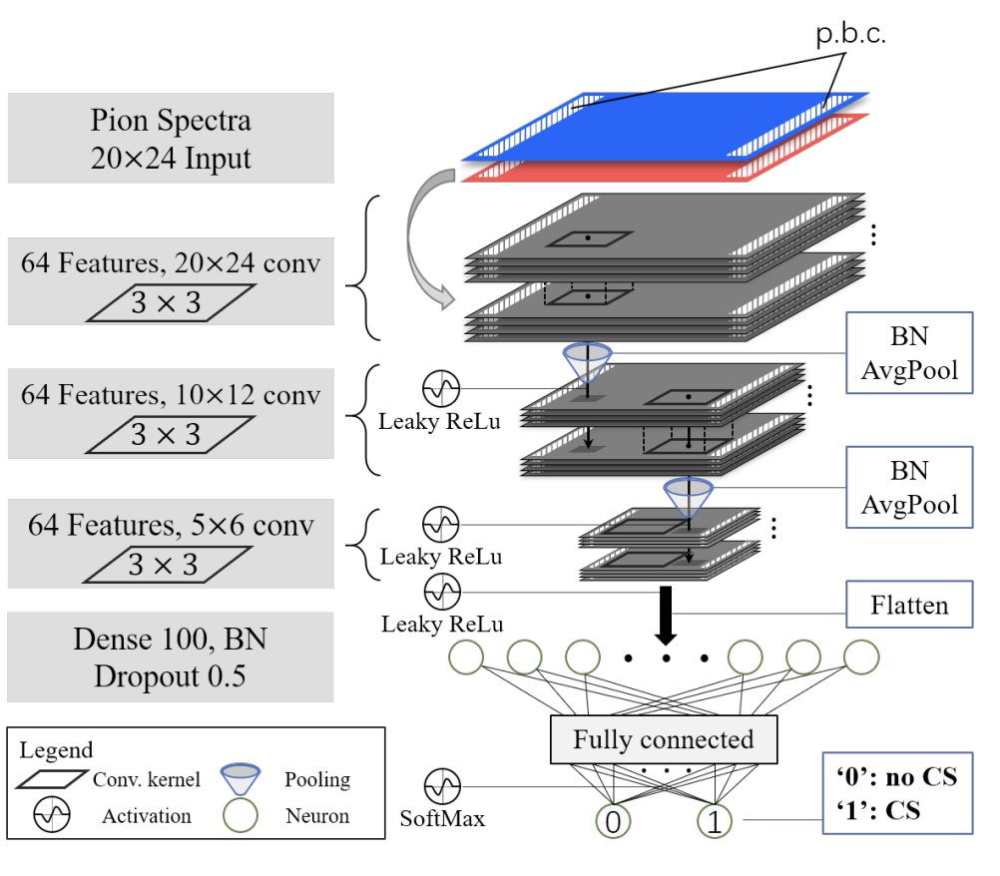 p.b.c.
Pion Spectra
20×24 Input
64 Features, 20×24 conv
3 × 3
BN
AvgPool
64 Features, 10×12 conv
3 × 3
Leaky ReLu
BN
AvgPool
64 Features, 5×6 conv
3 × 3
Leaky ReLu
Leaky ReLu
Flatten
Dense 100, BN
Dropout 0.5
Fully connected
Legend
Conv. kernel
Pooling
Activation
Neuron
SoftMax
0
1
‘0’: no CS
‘1’: CS